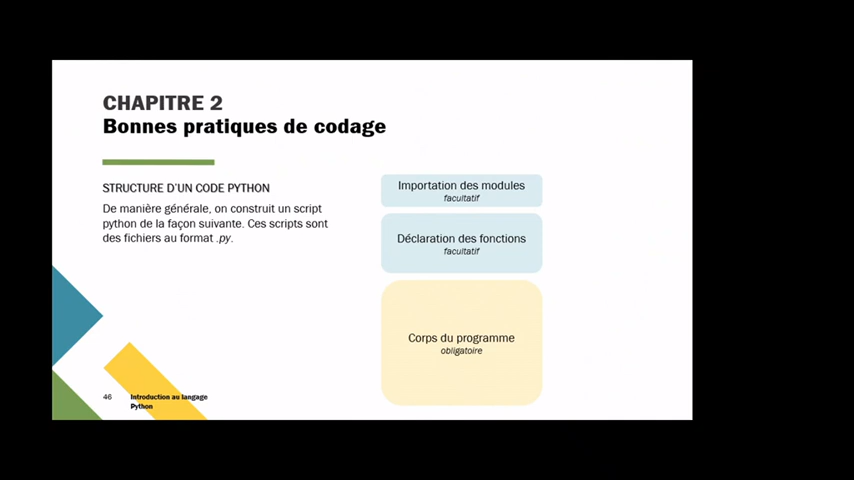 CHAPITRE 2
Bonnes pratiques de codage
STRUCTURE D'UN CODE PYTHON
De manière générale, on construit un script
python de la façon suivante. Ces scripts sont
des fichiers au format .py.
Importation des modules
facultatif
Déclaration des fonctions
facultatif
Corps du programme
obligatoire
46
Introduction au langage
Python